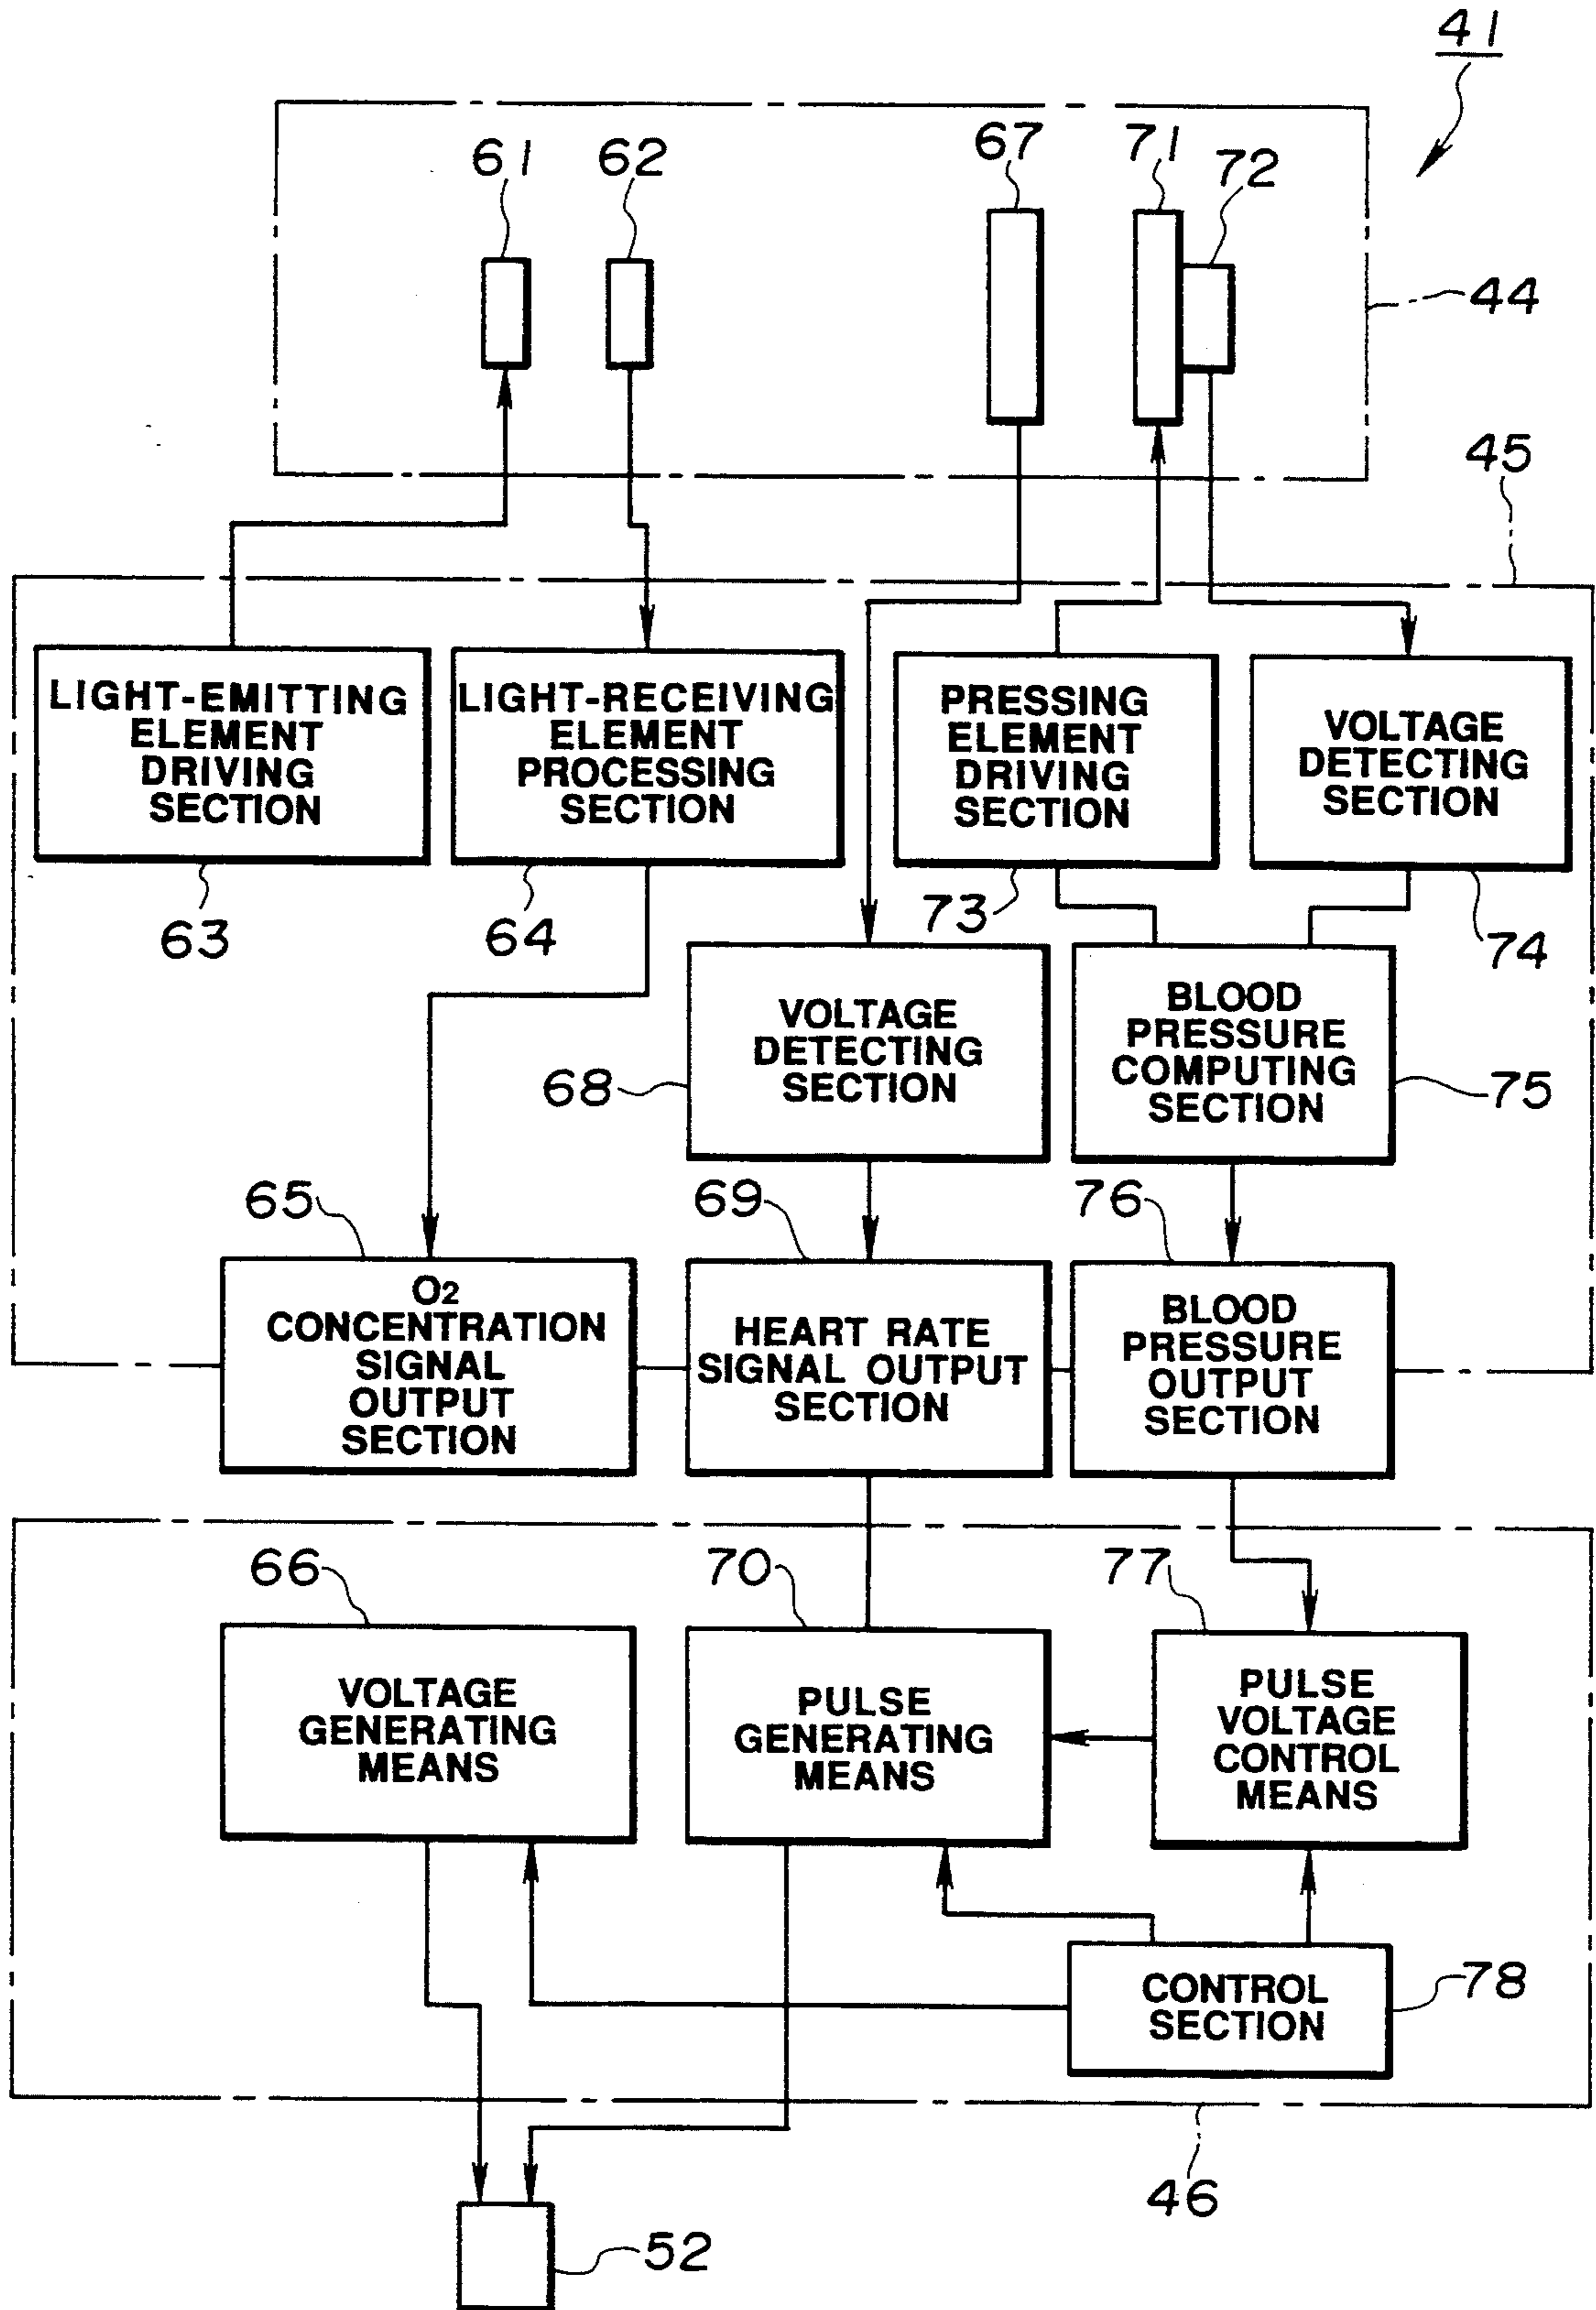 41
61
62
67
71
72
44
45
LIGHT-EMITTING
ELEMENT
DRIVING
SECTION
63
LIGHT-RECEIVING
ELEMENT
PROCESSING
SECTION
64
PRESSING
ELEMENT
DRIVING
SECTION
73
VOLTAGE
DETECTING
SECTION
74
VOLTAGE
DETECTING
SECTION
68
BLOOD
PRESSURE
COMPUTING
SECTION
75
65
O2
CONCENTRATION
SIGNAL
OUTPUT
SECTION
69
HEART RATE
SIGNAL OUTPUT
SECTION
76
BLOOD
PRESSURE
OUTPUT
SECTION
66
VOLTAGE
GENERATING
MEANS
70
PULSE
GENERATING
MEANS
77
PULSE
VOLTAGE
CONTROL
MEANS
CONTROL
SECTION
78
46
52